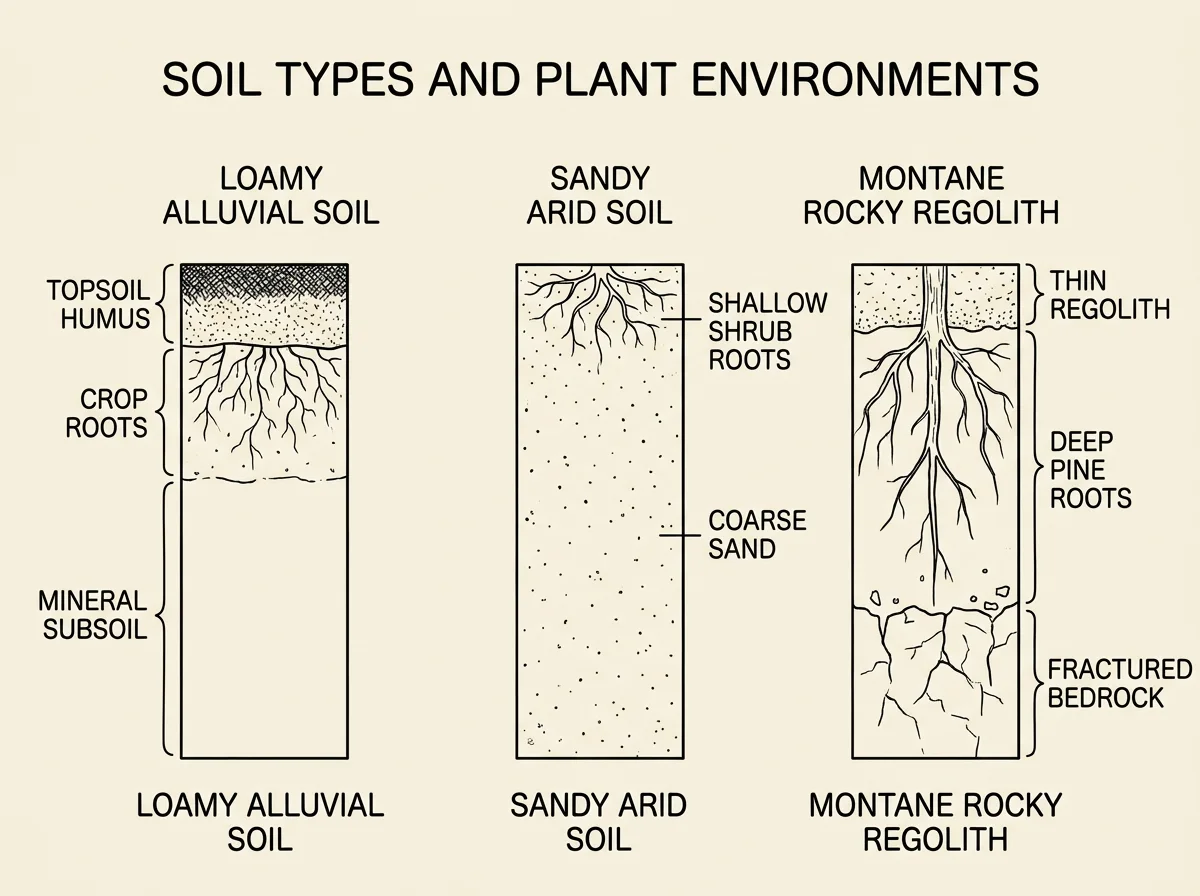 SOIL TYPES AND PLANT ENVIRONMENTS
LOAMY
ALLUVIAL SOIL
TOPSOIL
HUMUS
CROP
ROOTS
MINERAL
SUBSOIL
LOAMY ALLUVIAL
SOIL
SANDY
ARID SOIL
SHALLOW
SHRUB
ROOTS
COARSE
SAND
SANDY ARID
SOIL
MONTANE
ROCKY REGOLITH
THIN
REGOLITH
DEEP
PINE
ROOTS
FRACTURED
BEDROCK
MONTANE ROCKY
REGOLITH